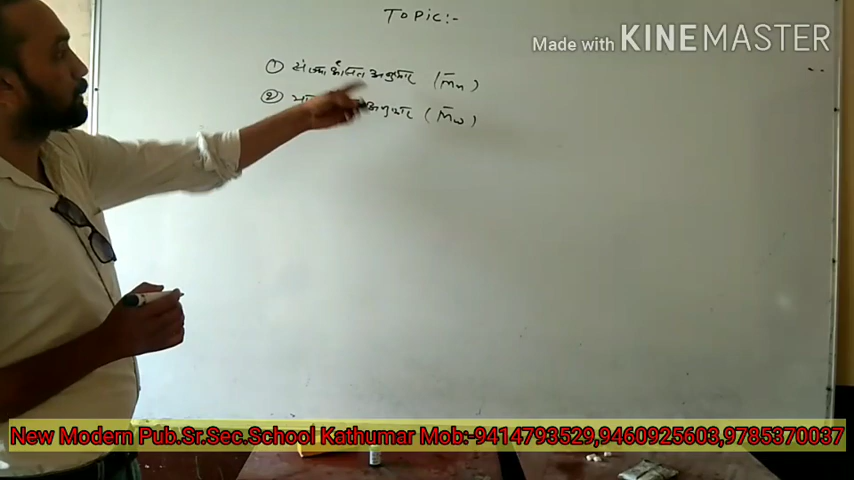 Topic:-
Made with KINEMASTER
① संख्या औसत अणुभार (M̅n)
② अणुभार (M̅w)
New Modern Pub.Sr.Sec.School Kathumar Mob:-9414793529,9460925603,9785370037